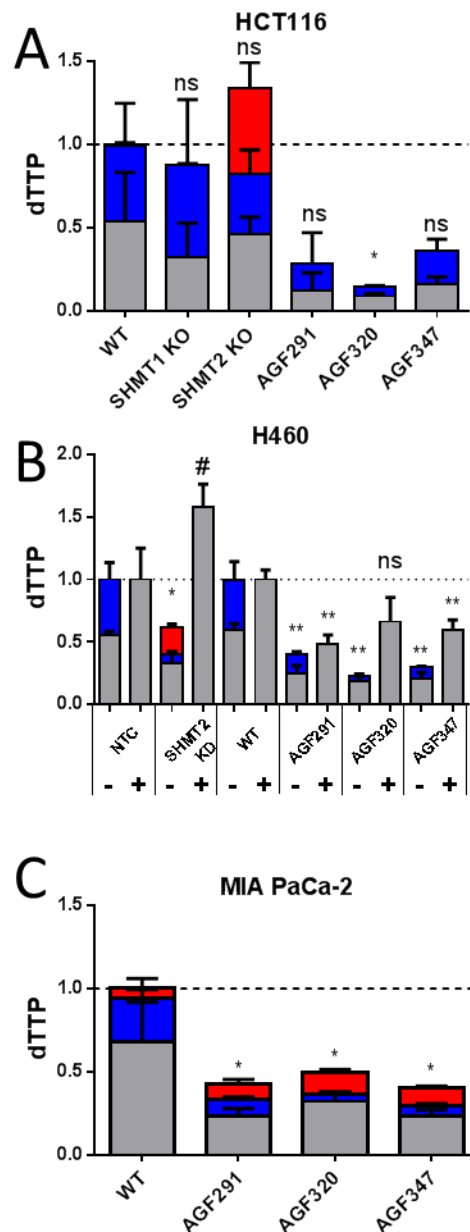 A
HCT116
dTTP
1.5
1.0
0.5
0.0
ns
ns
ns
*
ns
WT
SHMT1 KO
SHMT2 KO
AGF291
AGF320
AGF347
B
H460
dTTP
2.0
1.5
1.0
0.5
0.0
*
#
**
**
**
ns
**
**
NTC
SHMT2 KD
WT
AGF291
AGF320
AGF347
- + - + - + - + - + - +
C
MIA PaCa-2
dTTP
1.5
1.0
0.5
0.0
*
*
*
WT
AGF291
AGF320
AGF347